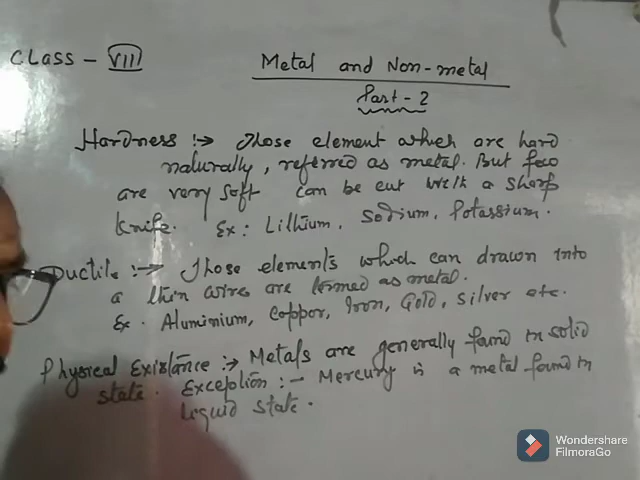 CLASS – VIII
Metal and Non-metal
Part-2
Hardness :→ Those element which are hard
naturally, referred as metal. But few
are very soft can be cut with a sharp
knife. Ex: Lithium, Sodium, Potassium.
Ductile :→ Those elements which can drawn into
a thin wires are termed as metal.
Ex. Aluminium, Copper, Iron, Gold, Silver etc.
Physical Existance :→ Metals are generally found in solid
state. Exception :- Mercury is a metal found in
liquid state.
Wondershare
FilmoraGo